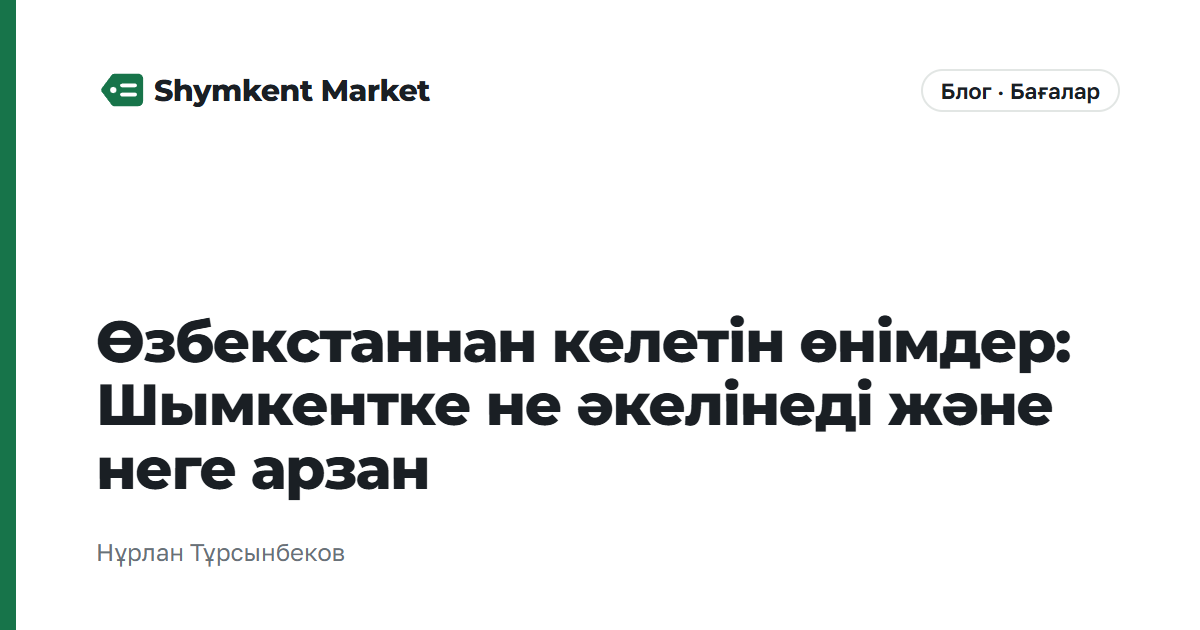 Shymkent Market
Блог · Бағалар
Өзбекстаннан келетін өнімдер:
Шымкентке не әкелінеді және
неге арзан
Нұрлан Тұрсынбеков